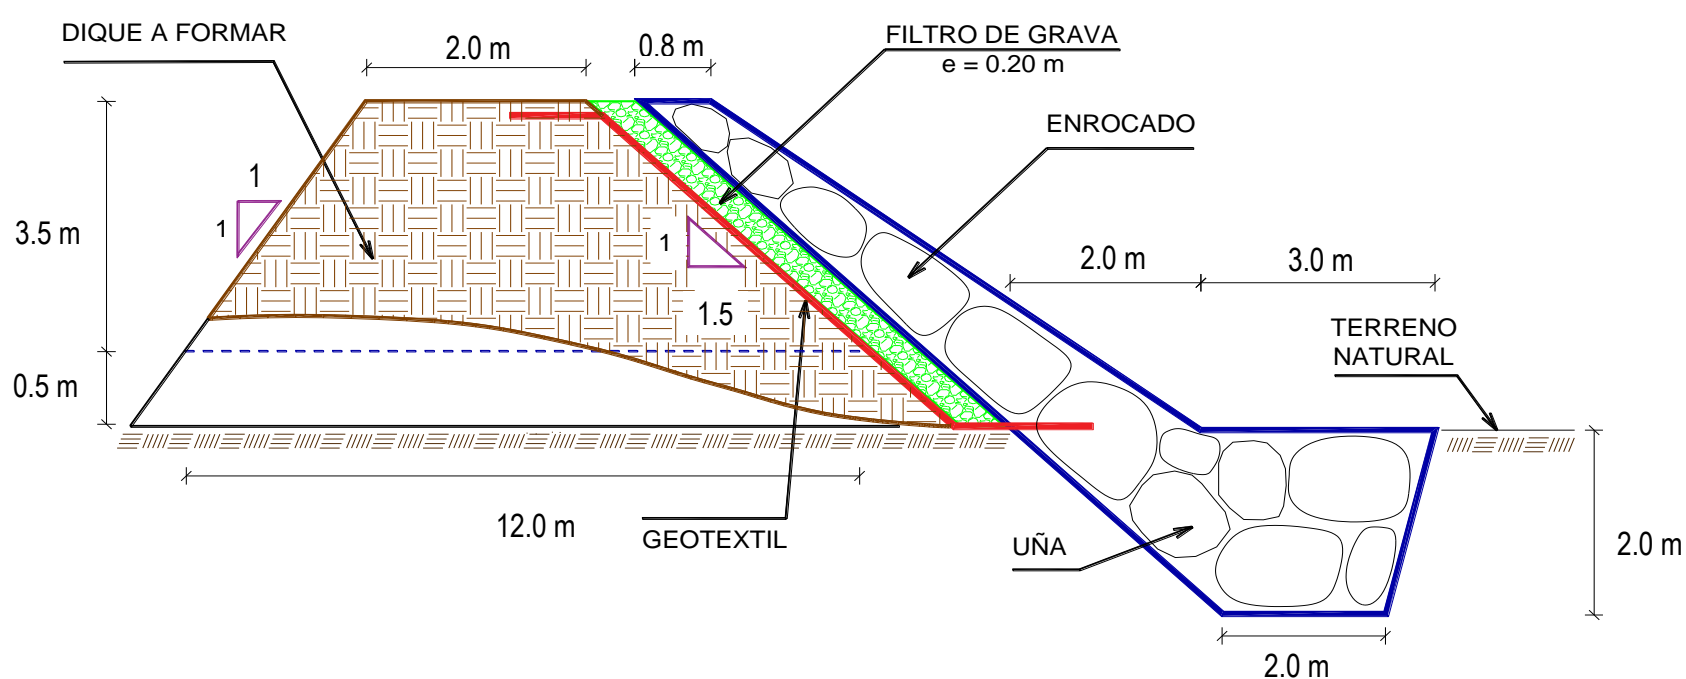 DIQUE A FORMAR
2.0 m
0.8 m
FILTRO DE GRAVA
e = 0.20 m
ENROCADO
1
1
3.5 m
1
1.5
2.0 m
3.0 m
TERRENO
NATURAL
0.5 m
12.0 m
GEOTEXTIL
UÑA
2.0 m
2.0 m